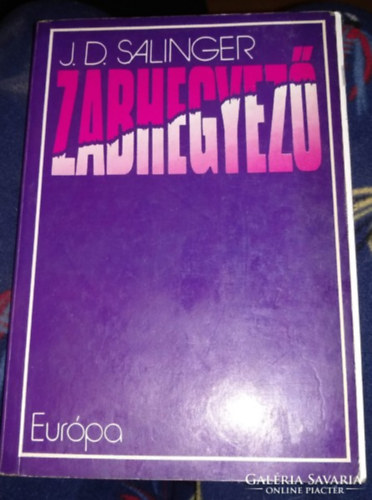 J. D. SALINGER
ZABHEGYEZŐ
Európa
GALÉRIA SAVARIA
ONLINE PIACTÉR